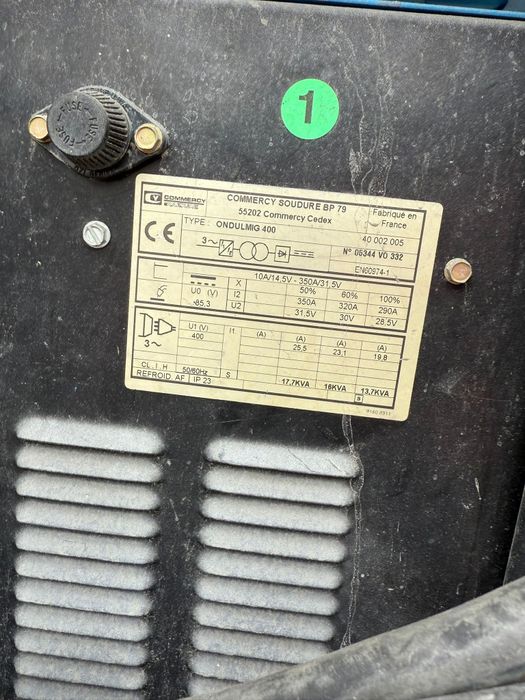 FUSE FUSE FUSE
1
COMMERCY SOUDURE
COMMERCY SOUDURE BP 79
55202 Commercy Cedex
Fabriqué en France
CE
TYPE : ONDULMIG 400
40 002 005
3~
N° 05344 VO 332
EN60974-1
10A/14,5V - 350A/31,5V
X 50% 60% 100%
U0 (V) I2 350A 320A 290A
85,3 U2 31,5V 30V 28,5V
U1 (V) I1 (A) (A) (A) (A)
400 25,5 23,1 19,8
3~
CL . I . H 50/60Hz
REFROID AF IP 23 S 17.7KVA 16KVA 13.7KVA
S